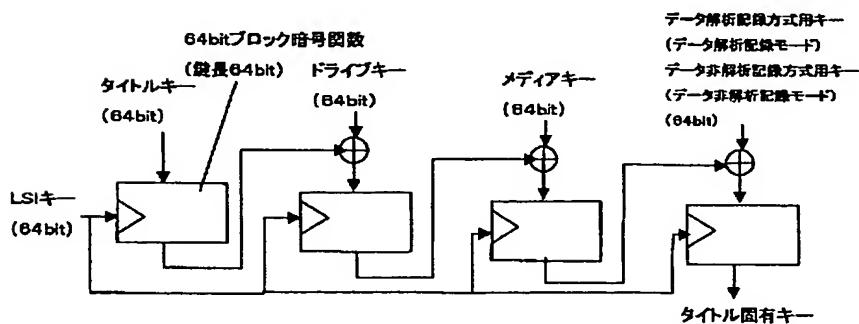 64bitブロック暗号関数
(鍵長64bit)
タイトルキー
(64bit)
ドライブキー
(64bit)
メディアキー
(64bit)
データ解析記録方式用キー
(データ解析記録モード)
データ非解析記録方式用キー
(データ非解析記録モード)
(64bit)
LSIキー
(64bit)
タイトル固有キー